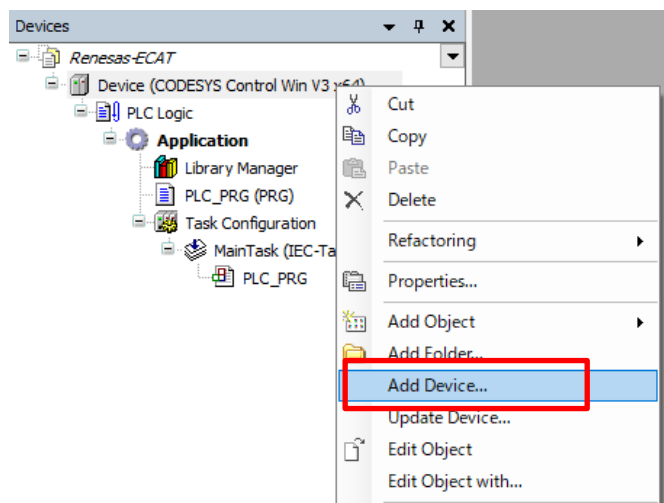 Devices
Renesas-ECAT
Device (CODESYS Control Win V3 x64)
PLC Logic
Application
Library Manager
PLC_PRG (PRG)
Task Configuration
MainTask (IEC-Ta
PLC_PRG
Cut
Copy
Paste
Delete
Refactoring
Properties...
Add Object
Add Folder...
Add Device...
Update Device...
Edit Object
Edit Object with...